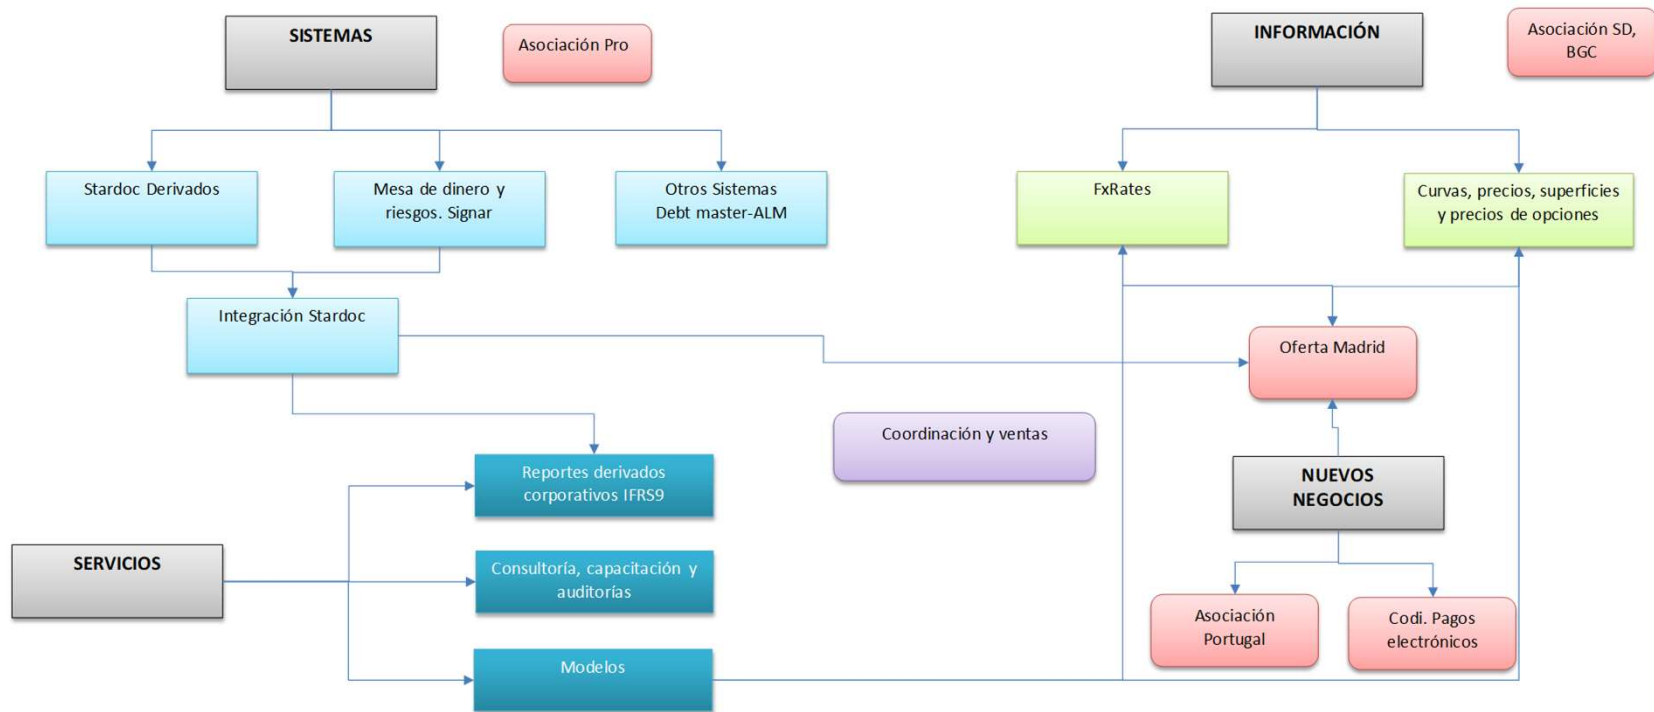 SISTEMAS
Asociación Pro
INFORMACIÓN
Asociación SD,
BGC
Stardoc Derivados
Mesa de dinero y
riesgos. Signar
Otros Sistemas
Debt master-ALM
FxRates
Curvas, precios, superficies
y precios de opciones
Integración Stardoc
Oferta Madrid
Coordinación y ventas
Reportes derivados
corporativos IFRS9
NUEVOS
NEGOCIOS
SERVICIOS
Consultoría, capacitación y
auditorías
Asociación
Portugal
Codi. Pagos
electrónicos
Modelos